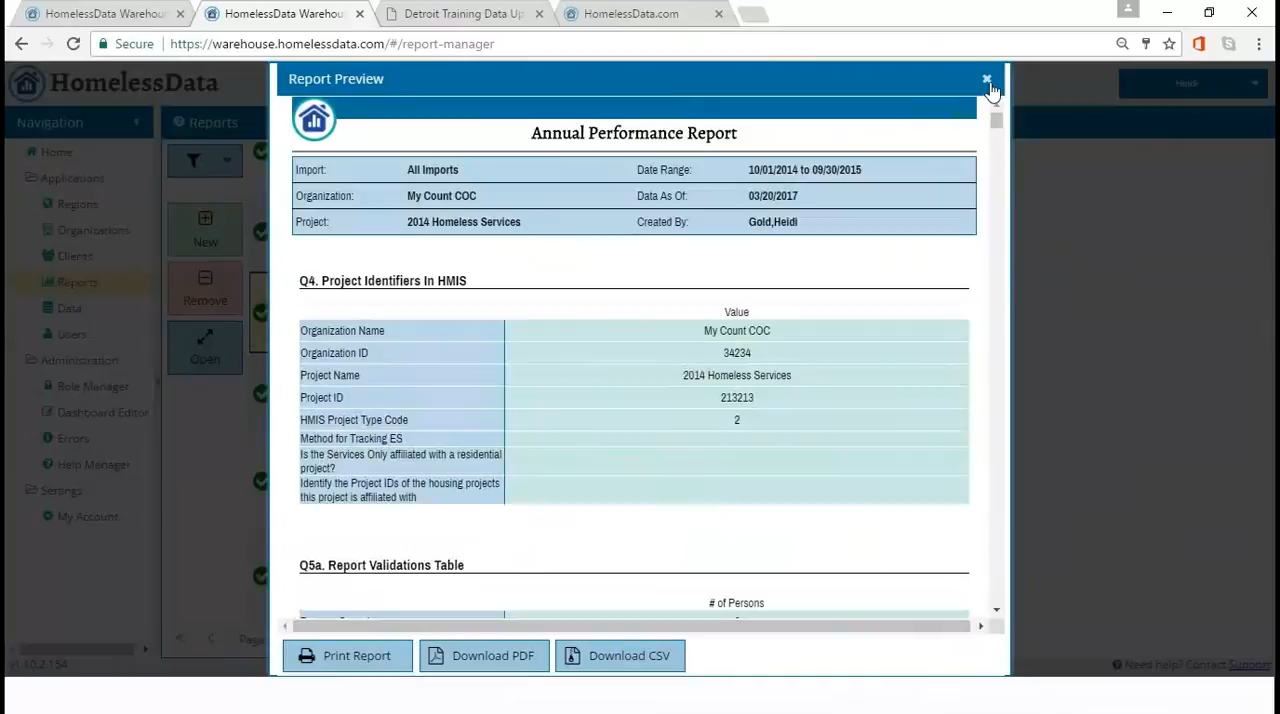 HomelessData Warehou
HomelessData Warehou
Detroit Training Data Up
HomelessData.com
Secure
https://warehouse.homelessdata.com/#/report-manager
HomelessData
Heidi
Report Preview
Navigation
Reports
Home
Applications
Regions
Organizations
Clients
Reports
Data
Users
Administration
Role Manager
Dashboard Editor
Errors
Help Manager
Settings
My Account
New
Remove
Open
Annual Performance Report
Import: All Imports Date Range: 10/01/2014 to 09/30/2015
Organization: My Count COC Data As Of: 03/20/2017
Project: 2014 Homeless Services Created By: Gold,Heidi
Q4. Project Identifiers In HMIS
Value
Organization Name My Count COC
Organization ID 34234
Project Name 2014 Homeless Services
Project ID 213213
HMIS Project Type Code 2
Method for Tracking ES
Is the Services Only affiliated with a residential
project?
Identify the Project IDs of the housing projects
this project is affiliated with
Q5a. Report Validations Table
# of Persons
Page
Print Report
Download PDF
Download CSV
10.2.154
Need help? Contact Support